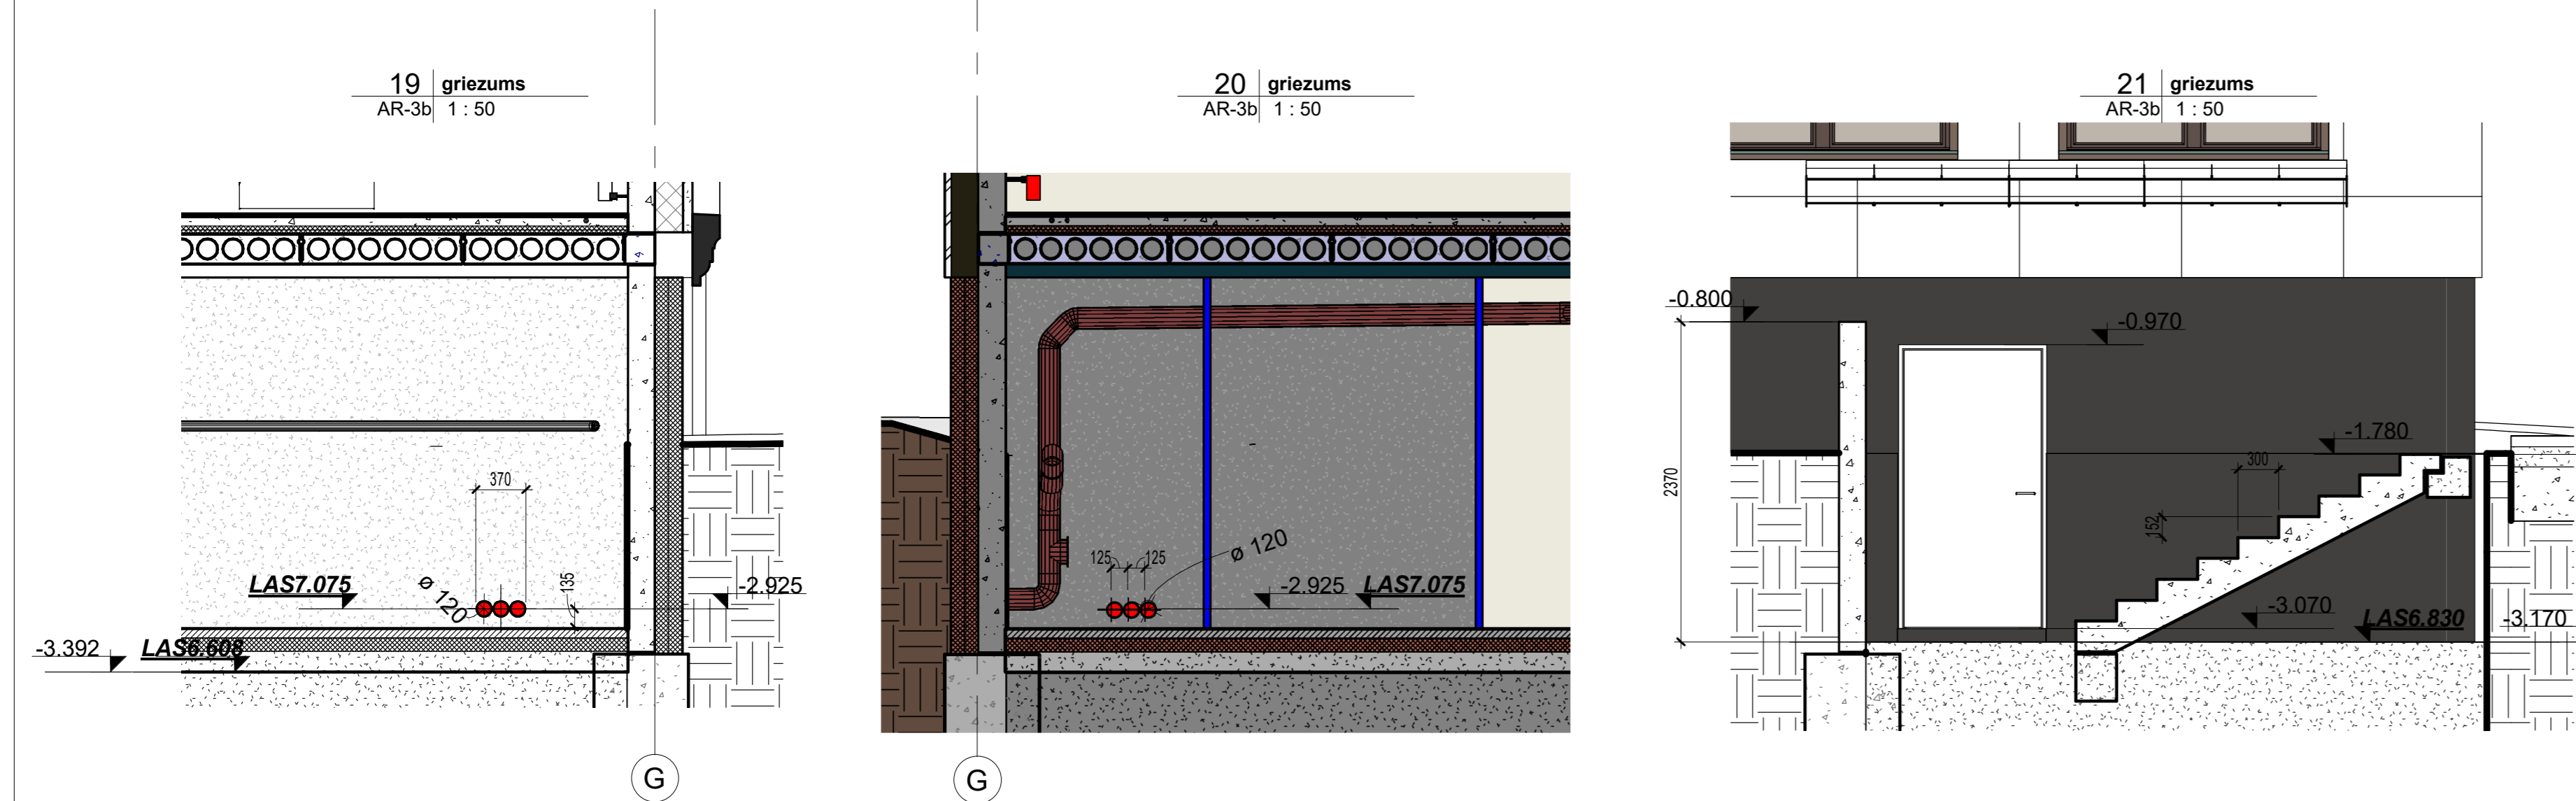 19 griezums
AR-3b 1 : 50
370
LAS7.075
ø 120
135
-2.925
-3.392
LAS6.608
G
20 griezums
AR-3b 1 : 50
125
125
ø 120
-2.925
LAS7.075
G
21 griezums
AR-3b 1 : 50
-0.800
-0.970
-1.780
2370
300
152
-3.070
LAS6.830
-3.170